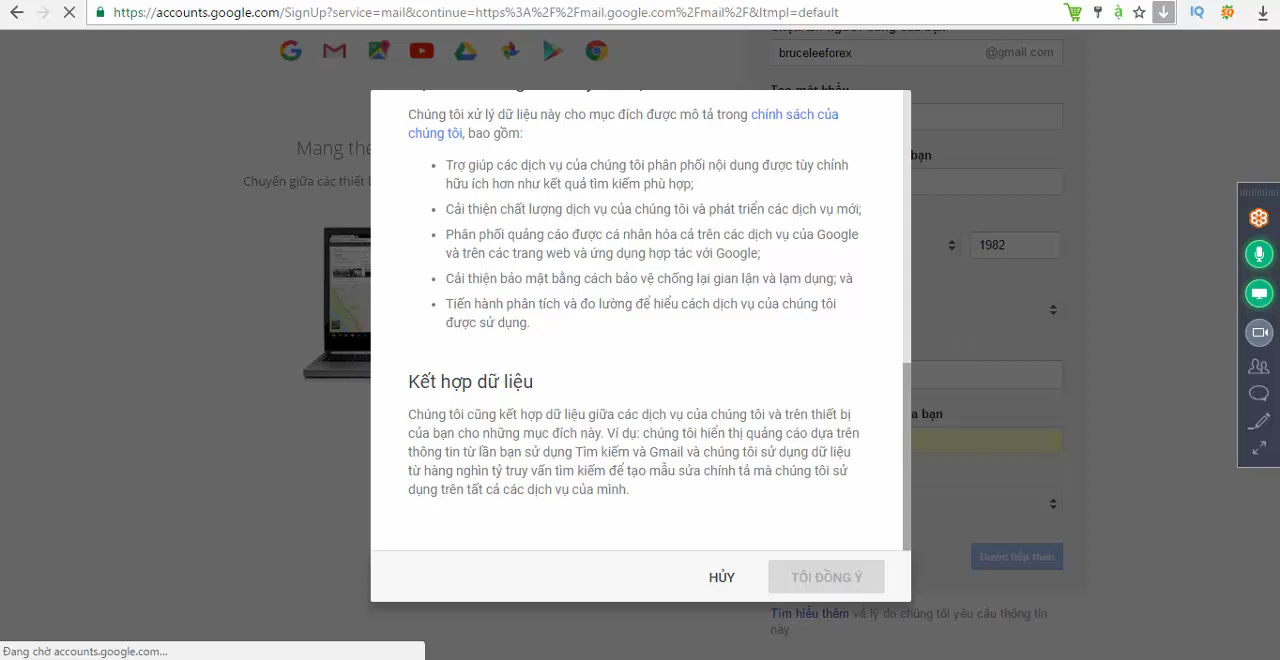 https://accounts.google.com/SignUp?service=mail&continue=https%3A%2F%2Fmail.google.com%2Fmail%2F&ltmpl=default
IQ
bruceleeforex
@gmail.com
Tạo một khẩu
Chúng tôi xử lý dữ liệu này cho mục đích được mô tả trong chính sách của
chúng tôi, bao gồm:
Mang the
bạn
Trợ giúp các dịch vụ của chúng tôi phân phối nội dung được tùy chỉnh
hữu ích hơn như kết quả tìm kiếm phù hợp;
Chuyển giữa các thiết b
Cải thiện chất lượng dịch vụ của chúng tôi và phát triển các dịch vụ mới;
Phân phối quảng cáo được cá nhân hóa cả trên các dịch vụ của Google
và trên các trang web và ứng dụng hợp tác với Google;
1982
Cải thiện bảo mật bằng cách bảo vệ chống lại gian lận và lạm dụng; và
Tiến hành phân tích và đo lường để hiểu cách dịch vụ của chúng tôi
được sử dụng.
Kết hợp dữ liệu
Chúng tôi cũng kết hợp dữ liệu giữa các dịch vụ của chúng tôi và trên thiết bị
của bạn cho những mục đích này. Ví dụ: chúng tôi hiển thị quảng cáo dựa trên
thông tin từ lần bạn sử dụng Tìm kiếm và Gmail và chúng tôi sử dụng dữ liệu
từ hàng nghìn tỷ truy vấn tìm kiếm để tạo mẫu sửa chính tả mà chúng tôi sử
dụng trên tất cả các dịch vụ của mình.
a bạn
Bước tiếp theo
HỦY
TÔI ĐỒNG Ý
Tìm hiểu thêm về lý do chúng tôi yêu cầu thông tin
này.
Đang chờ accounts.google.com...